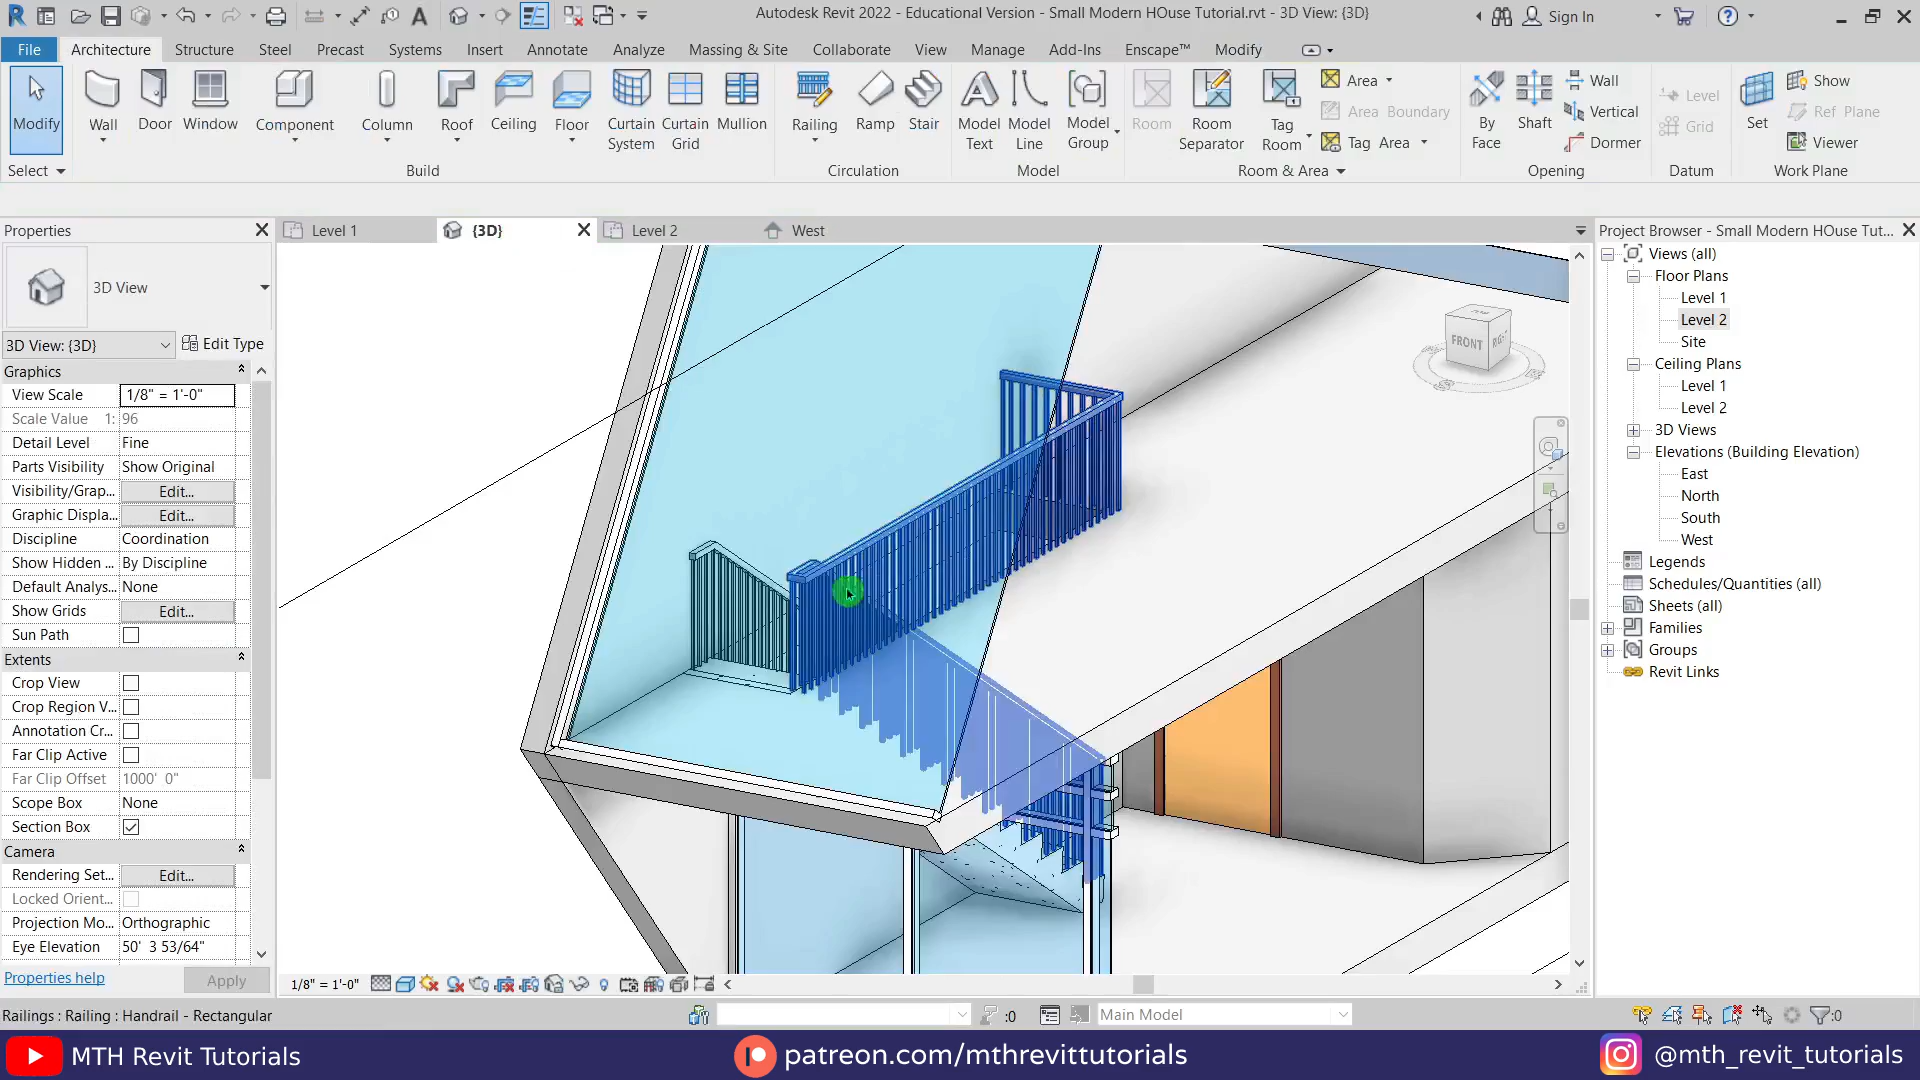 Autodesk Revit 2022 - Educational Version - Small Modern HOuse Tutorial.rvt - 3D View: {3D}
Sign In
File Architecture Structure Steel Precast Systems Insert Annotate Analyze Massing & Site Collaborate View Manage Add-Ins Enscape™ Modify
Modify Wall Door Window Component Column Roof Ceiling Floor Curtain System Curtain Grid Mullion Railing Ramp Stair Model Text Model Line Model Group Room Room Separator Tag Room
Area
Area Boundary
Tag Area
By Face Shaft
Wall
Vertical
Dormer
Level
Grid
Set
Show
Ref Plane
Viewer
Select Build Circulation Model Room & Area Opening Datum Work Plane
Properties
3D View
3D View: {3D} Edit Type
Graphics
View Scale 1/8" = 1'-0"
Scale Value 1: 96
Detail Level Fine
Parts Visibility Show Original
Visibility/Grap... Edit...
Graphic Displa... Edit...
Discipline Coordination
Show Hidden ... By Discipline
Default Analys... None
Show Grids Edit...
Sun Path
Extents
Crop View
Crop Region V...
Annotation Cr...
Far Clip Active
Far Clip Offset 1000' 0"
Scope Box None
Section Box
Camera
Rendering Set... Edit...
Locked Orient...
Projection Mo... Orthographic
Eye Elevation 50' 3 53/64"
Properties help Apply
Level 1 {3D} Level 2 West
FRONT
1/8" = 1'-0"
Project Browser - Small Modern HOuse Tut...
Views (all)
Floor Plans
Level 1
Level 2
Site
Ceiling Plans
Level 1
Level 2
3D Views
Elevations (Building Elevation)
East
North
South
West
Legends
Schedules/Quantities (all)
Sheets (all)
Families
Groups
Revit Links
Railings : Railing : Handrail - Rectangular
:0
Main Model
:0
MTH Revit Tutorials
patreon.com/mthrevittutorials
@mth_revit_tutorials